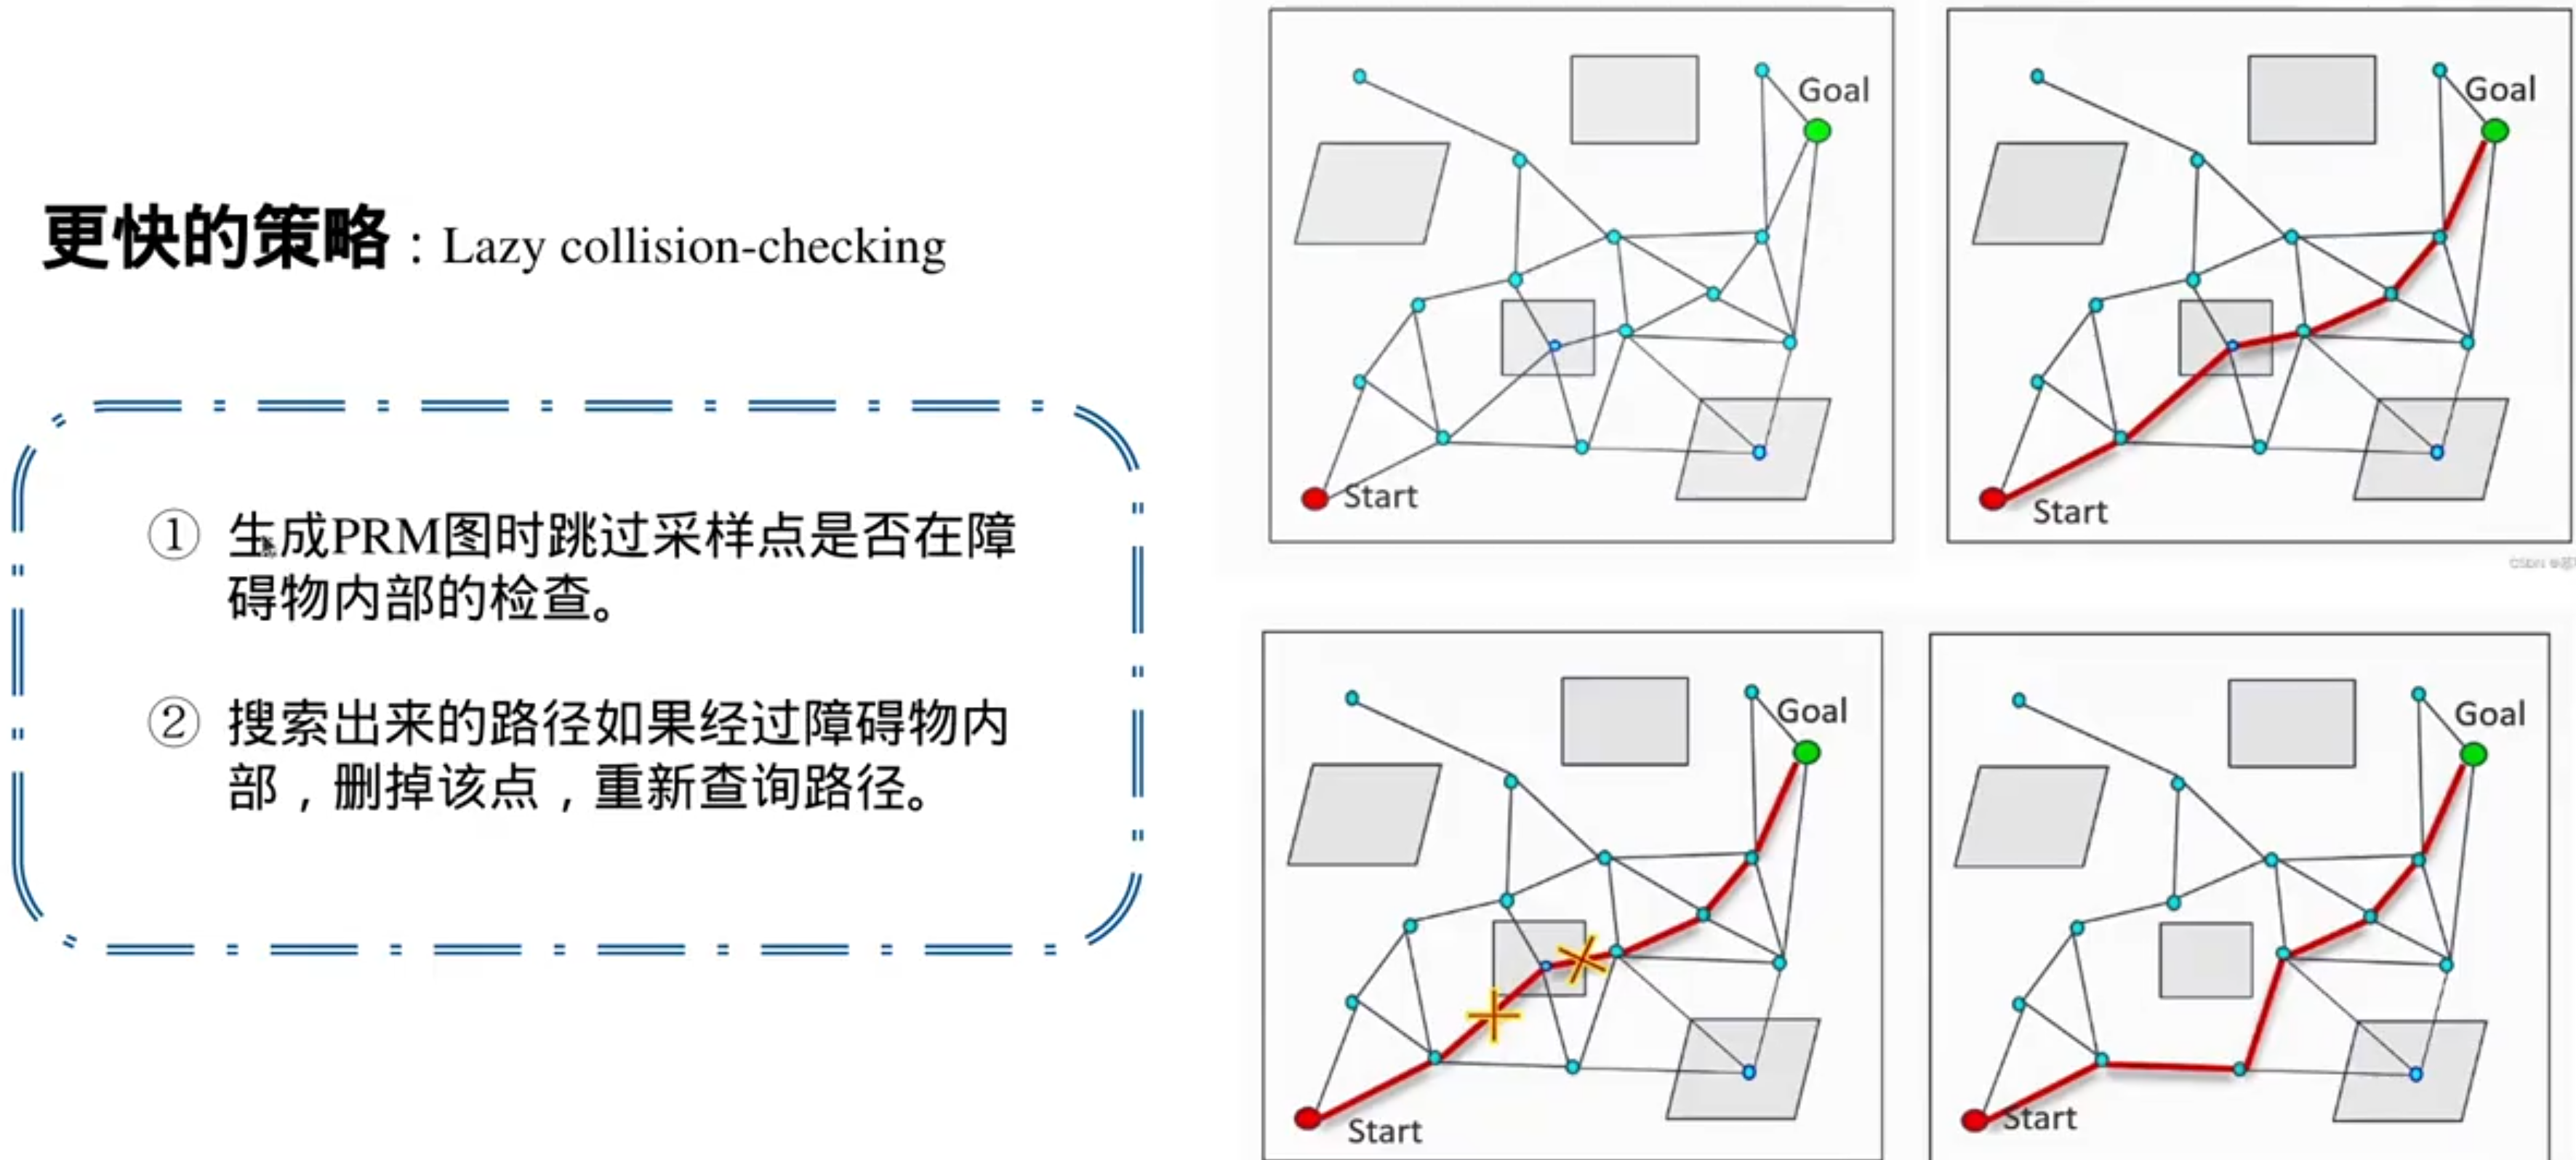 更快的策略：Lazy collision-checking
① 生成PRM图时跳过采样点是否在障
碍物内部的检查。
② 搜索出来的路径如果经过障碍物内
部，删掉该点，重新查询路径。
Goal
Start
Goal
Start
CSDN
Goal
Start
Goal
Start